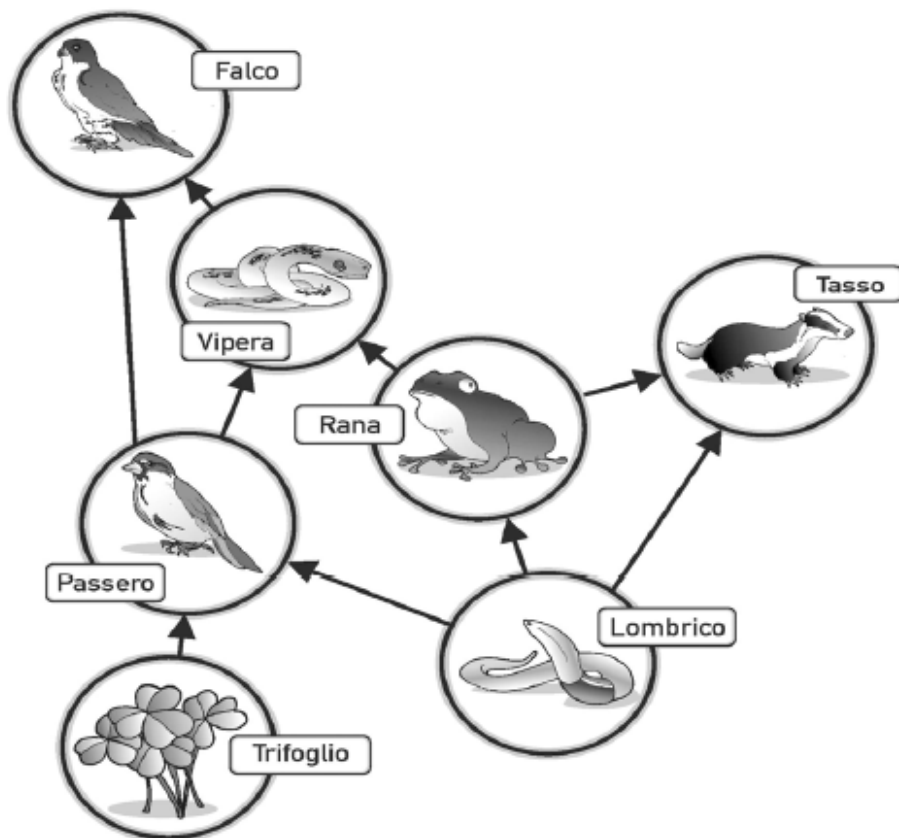 Falco
Vipera
Tasso
Rana
Passero
Lombrico
Trifoglio